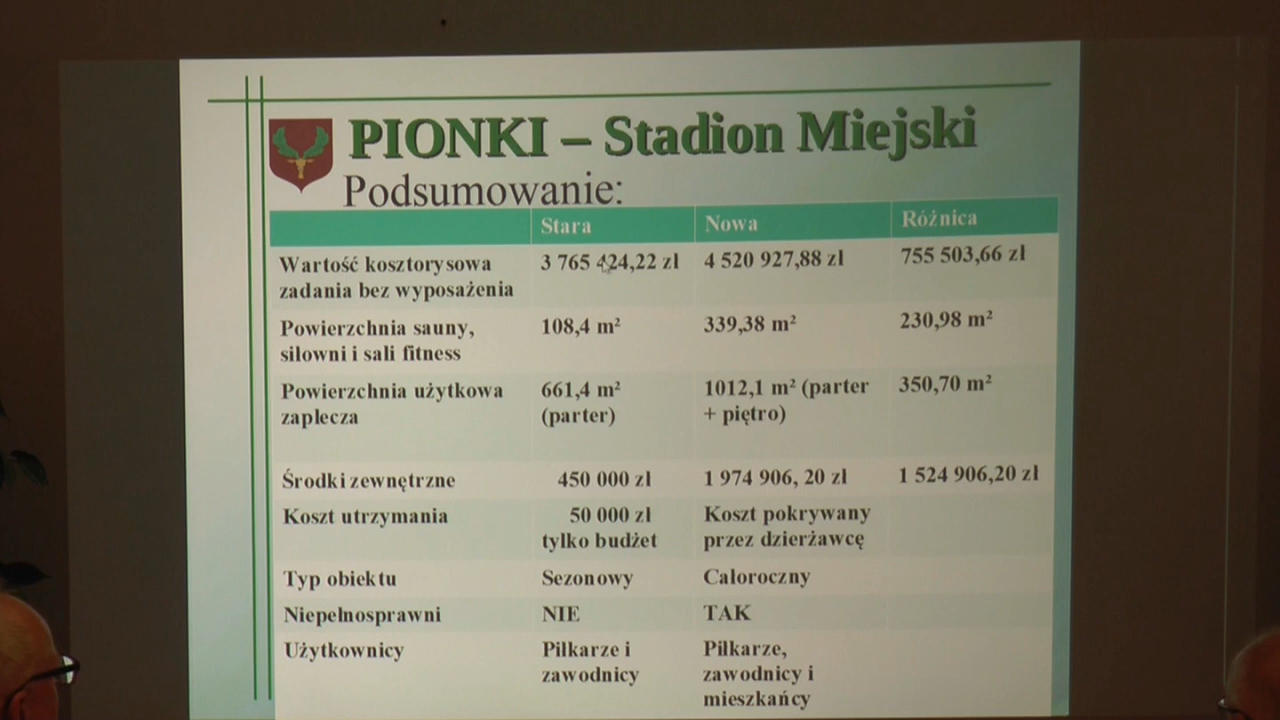 PIONKI – Stadion Miejski
Podsumowanie:
Stara Nowa Różnica
Wartość kosztorysowa zadania bez wyposażenia 3 765 424,22 zł 4 520 927,88 zł 755 503,66 zł
Powierzchnia sauny, siłowni i sali fitness 108,4 m² 339,38 m² 230,98 m²
Powierzchnia użytkowa zaplecza 661,4 m² (parter) 1012,1 m² (parter + piętro) 350,70 m²
Środki zewnętrzne 450 000 zł 1 974 906, 20 zł 1 524 906,20 zł
Koszt utrzymania 50 000 zł tylko budżet Koszt pokrywany przez dzierżawcę
Typ obiektu Sezonowy Całoroczny
Niepełnosprawni NIE TAK
Użytkownicy Piłkarze i zawodnicy Piłkarze, zawodnicy i mieszkańcy